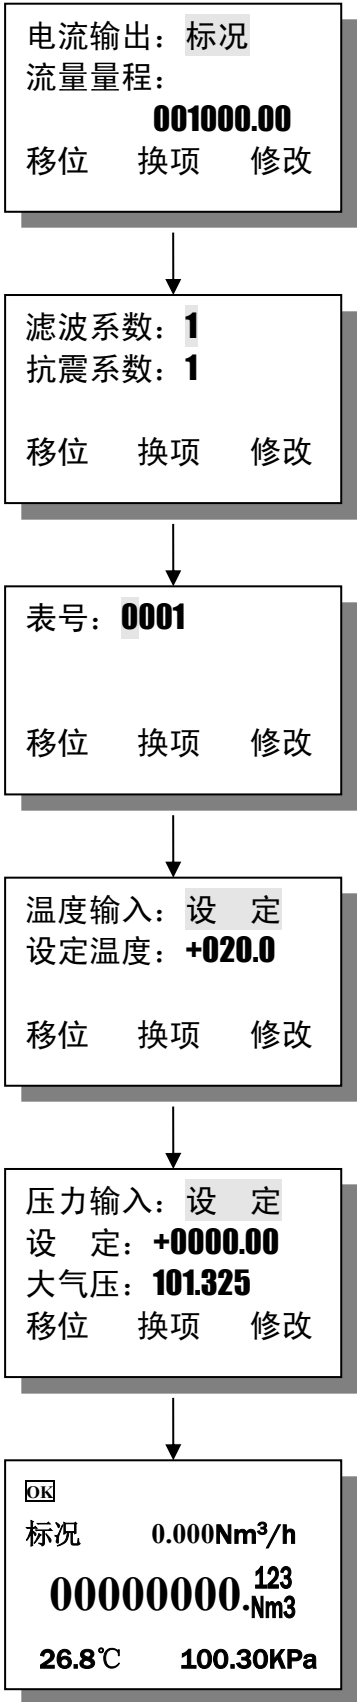 电流输出：标况
流量量程：
001000.00
移位 换项 修改
滤波系数：1
抗震系数：1
移位 换项 修改
表号：0001
移位 换项 修改
温度输入：设 定
设定温度：+020.0
移位 换项 修改
压力输入：设 定
设 定：+0000.00
大气压：101.325
移位 换项 修改
OK
标况 0.000Nm³/h
123
00000000.Nm3
26.8℃ 100.30KPa